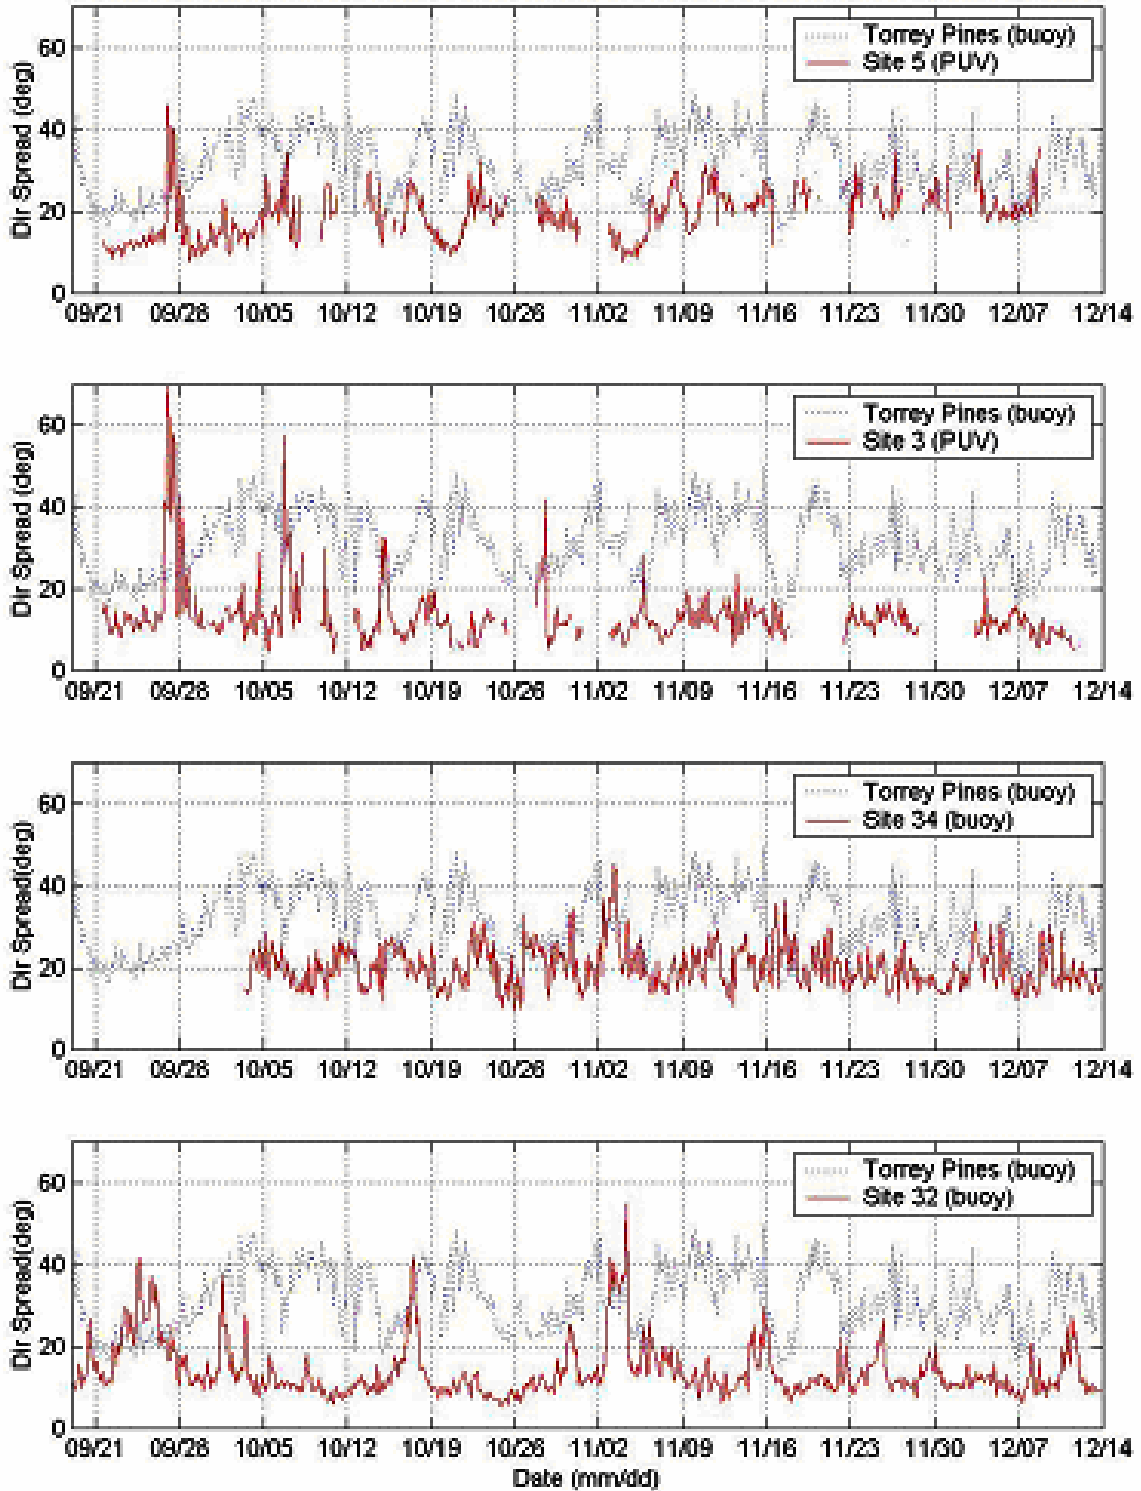 Dir Spread (deg)
60
40
20
0
Torrey Pines (buoy)
Site 5 (PUV)
09/21 09/28 10/05 10/12 10/19 10/26 11/02 11/09 11/16 11/23 11/30 12/07 12/14
Dir Spread (deg)
60
40
20
0
Torrey Pines (buoy)
Site 3 (PUV)
09/21 09/28 10/05 10/12 10/19 10/26 11/02 11/09 11/16 11/23 11/30 12/07 12/14
Dir Spread(deg)
60
40
20
0
Torrey Pines (buoy)
Site 34 (buoy)
09/21 09/28 10/05 10/12 10/19 10/26 11/02 11/09 11/16 11/23 11/30 12/07 12/14
Dir Spread(deg)
60
40
20
0
Torrey Pines (buoy)
Site 32 (buoy)
09/21 09/28 10/05 10/12 10/19 10/26 11/02 11/09 11/16 11/23 11/30 12/07 12/14
Date (mm/dd)